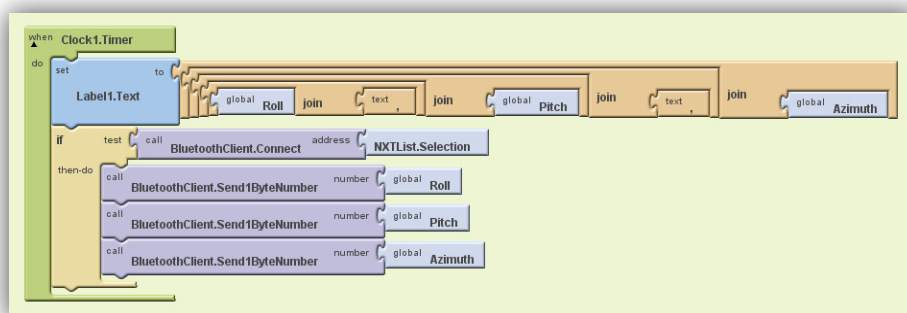 when Clock1.Timer
do set Label1.Text to global Roll join text , join global Pitch join text , join global Azimuth
if test call BluetoothClient.Connect address NXTList.Selection
then-do call BluetoothClient.Send1ByteNumber number global Roll
call BluetoothClient.Send1ByteNumber number global Pitch
call BluetoothClient.Send1ByteNumber number global Azimuth